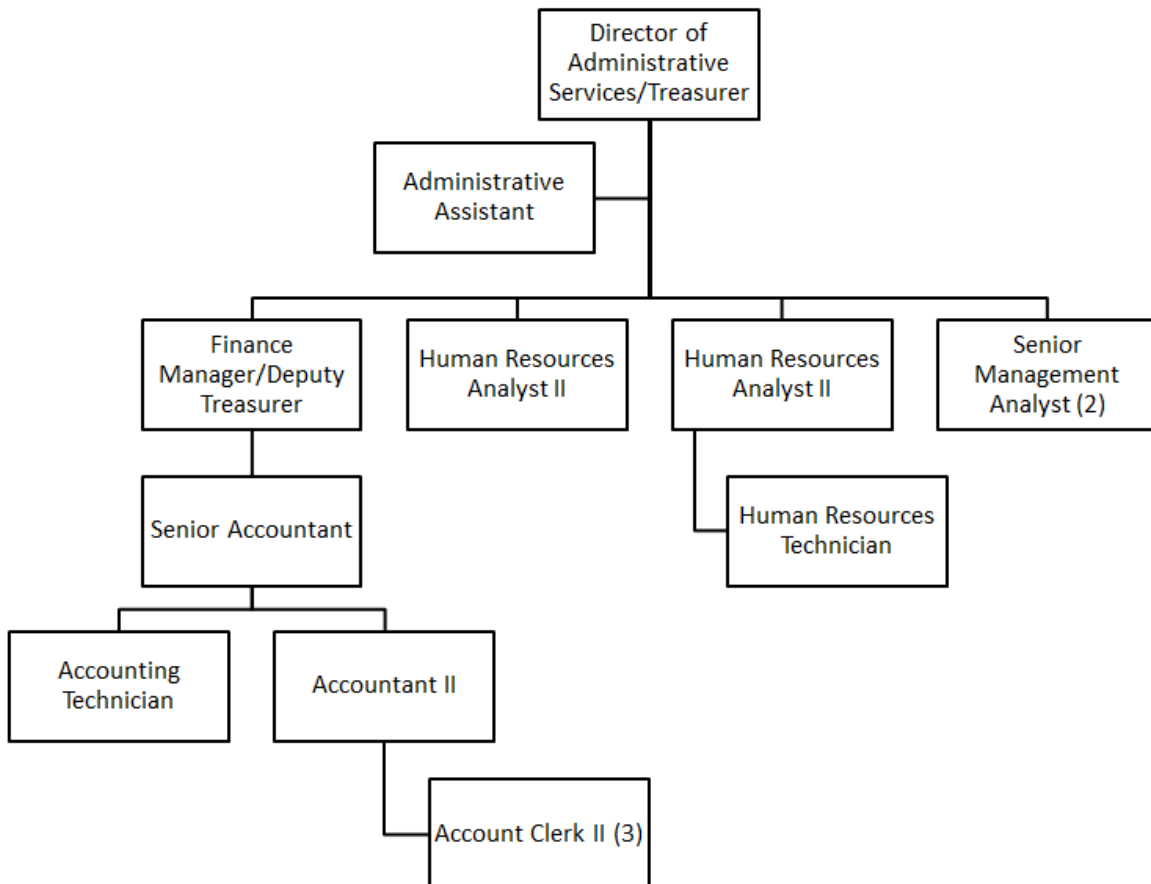 Director of
Administrative
Services/Treasurer
Administrative
Assistant
Finance
Manager/Deputy
Treasurer
Human Resources
Analyst II
Human Resources
Analyst II
Senior
Management
Analyst (2)
Senior Accountant
Human Resources
Technician
Accounting
Technician
Accountant II
Account Clerk II (3)